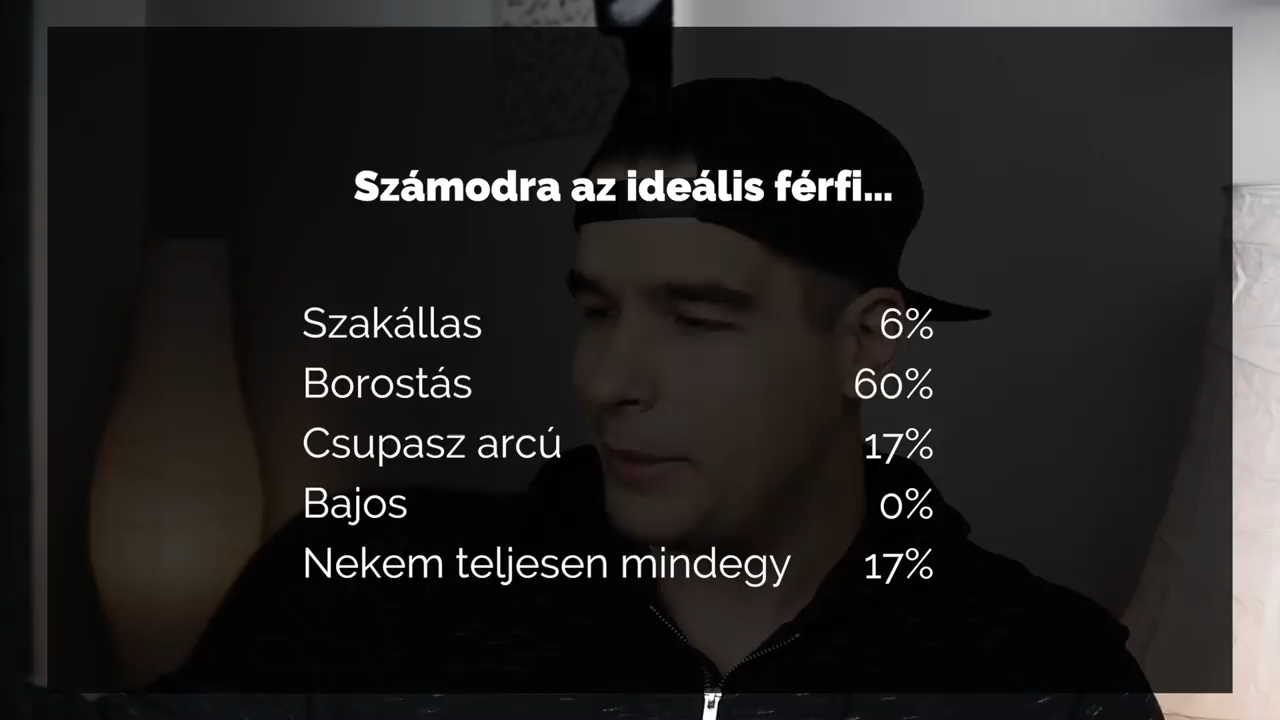 Számodra az ideális férfi...
Szakállas 6%
Borostás 60%
Csupasz arcú 17%
Bajos 0%
Nekem teljesen mindegy 17%